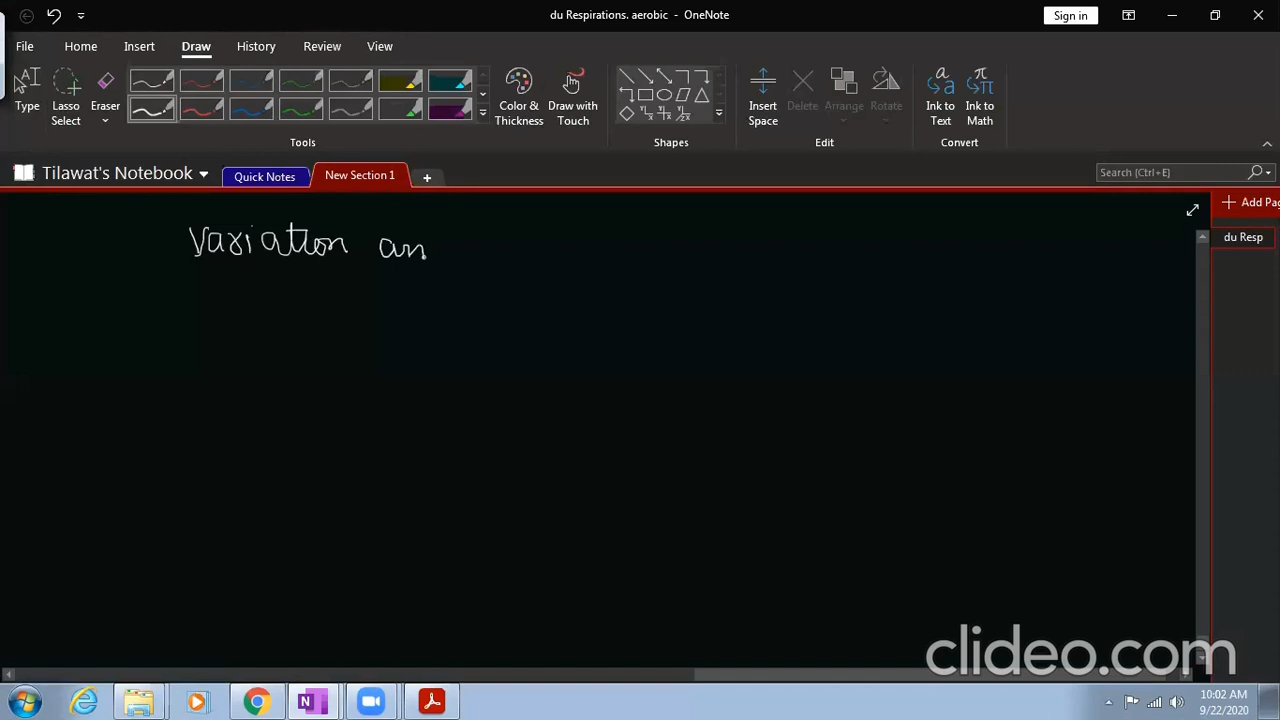 du Respirations. aerobic - OneNote
Sign in
File Home Insert Draw History Review View
Type
Lasso Select
Eraser
Color & Thickness
Draw with Touch
Insert Space
Delete
Arrange
Rotate
Ink to Text
Ink to Math
Tools
Shapes
Edit
Convert
Tilawat's Notebook
Quick Notes
New Section 1
Search (Ctrl+E)
Add Pag
du Resp
Variation an
clideo.com
10:02 AM
9/22/2020